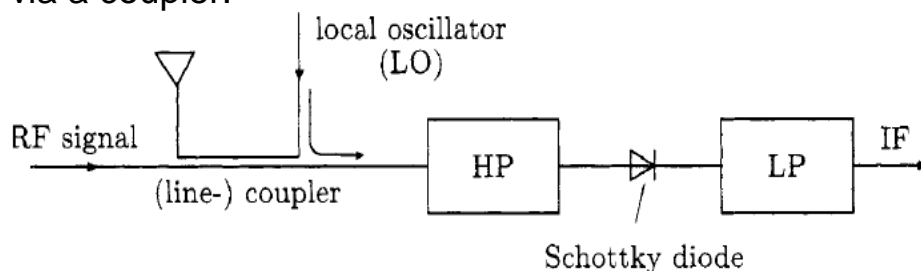 via a coupler.
local oscillator
(LO)
RF signal
HP
LP
IF
(line-) coupler
Schottky diode